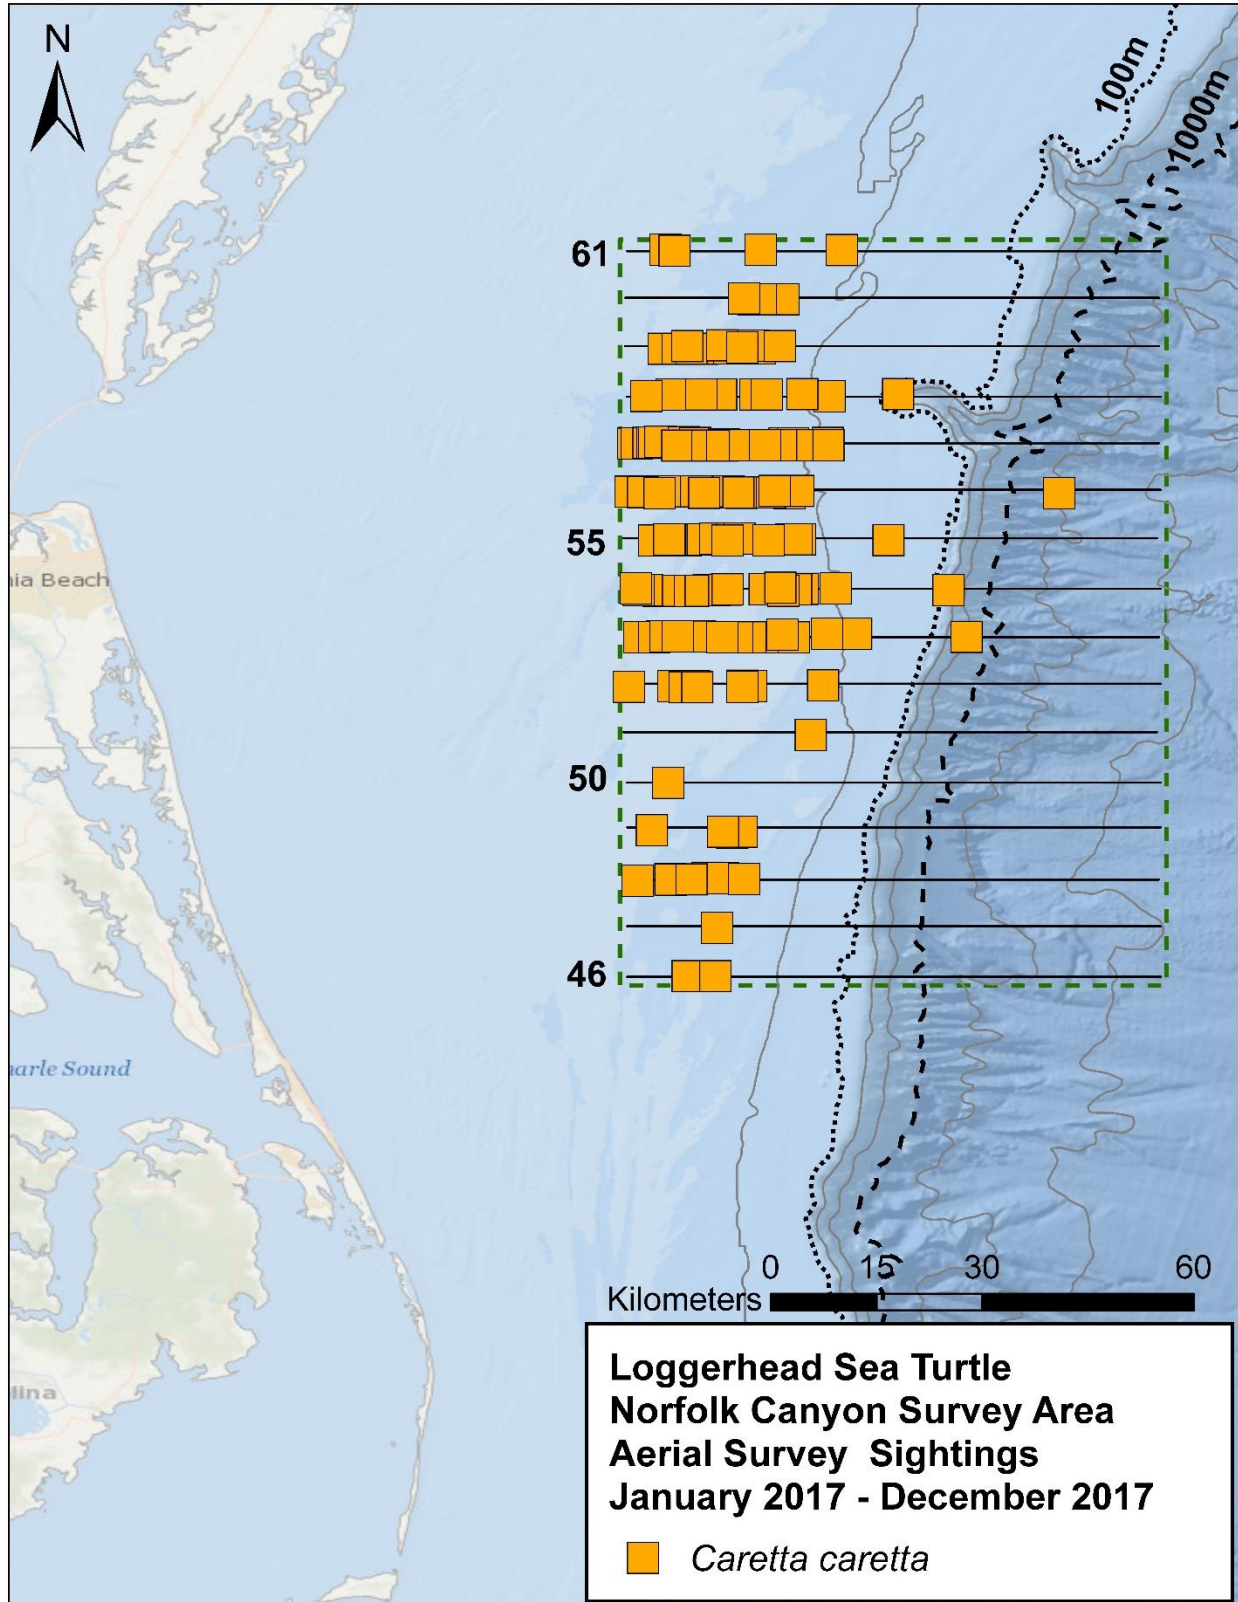 N
100m
1000m
61
55
nia Beach
50
46
arle Sound
0 15 30 60
Kilometers
lina
Loggerhead Sea Turtle
Norfolk Canyon Survey Area
Aerial Survey Sightings
January 2017 - December 2017
Caretta caretta